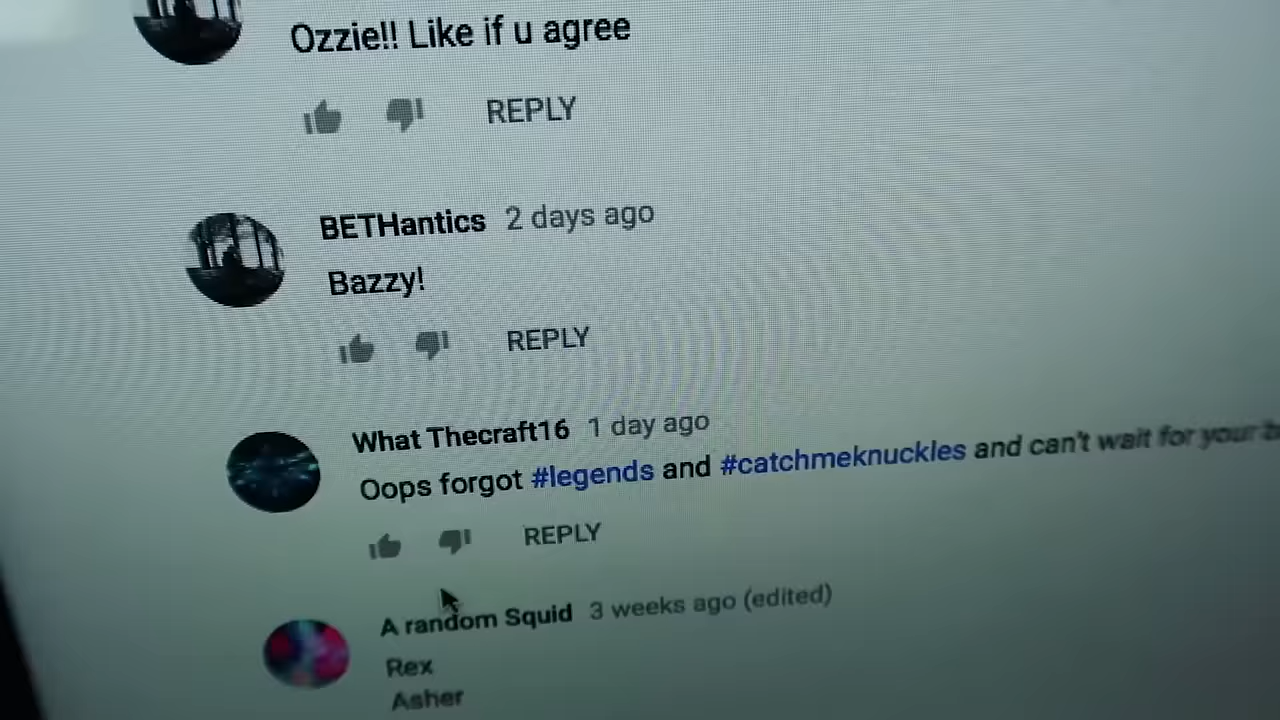 Ozzie!! Like if u agree
REPLY
BETHantics 2 days ago
Bazzy!
REPLY
What Thecraft16 1 day ago
Oops forgot #legends and #catchmeknuckles and can't wait for your
REPLY
A random Squid 3 weeks ago (edited)
Rex
Asher